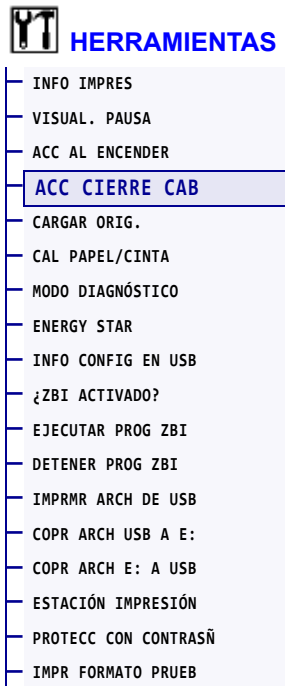 HERRAMIENTAS
INFO IMPRES
VISUAL. PAUSA
ACC AL ENCENDER
ACC CIERRE CAB
CARGAR ORIG.
CAL PAPEL/CINTA
MODO DIAGNÓSTICO
ENERGY STAR
INFO CONFIG EN USB
¿ZBI ACTIVADO?
EJECUTAR PROG ZBI
DETENER PROG ZBI
IMPRMR ARCH DE USB
COPR ARCH USB A E:
COPR ARCH E: A USB
ESTACIÓN IMPRESIÓN
PROTECC CON CONTRASÑ
IMPR FORMATO PRUEB